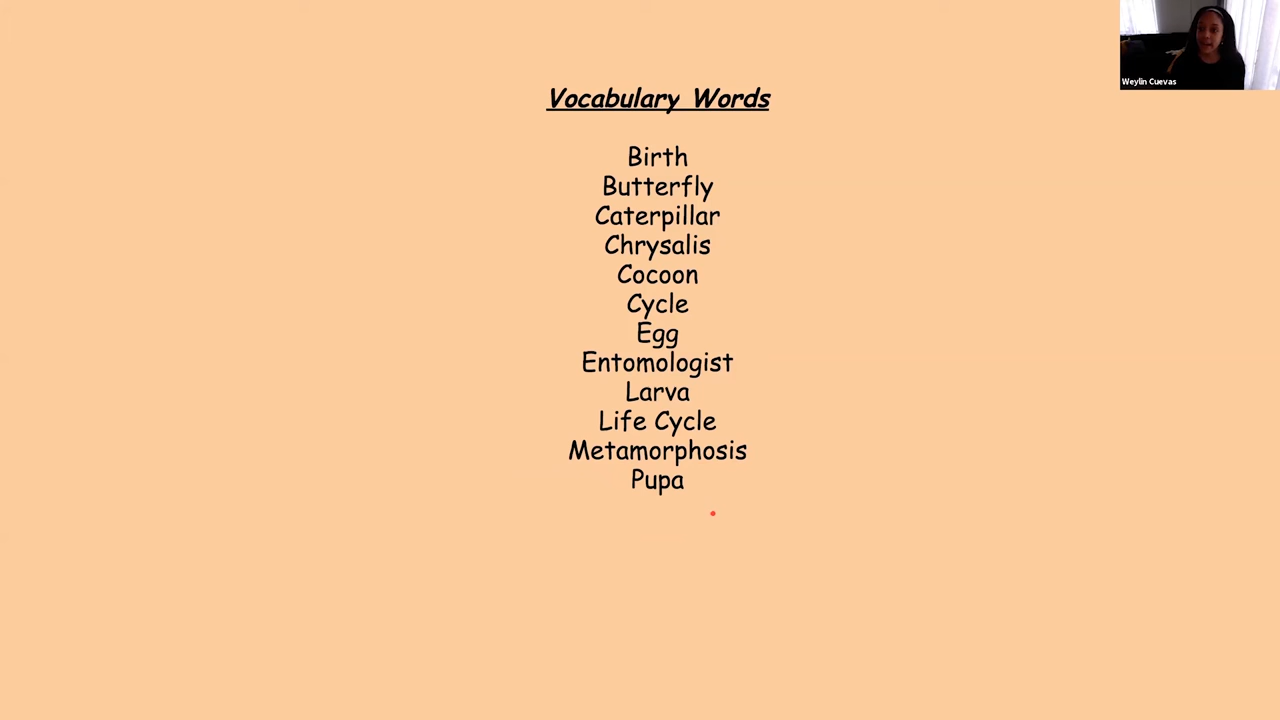 Weylin Cuevas
Vocabulary Words
Birth
Butterfly
Caterpillar
Chrysalis
Cocoon
Cycle
Egg
Entomologist
Larva
Life Cycle
Metamorphosis
Pupa